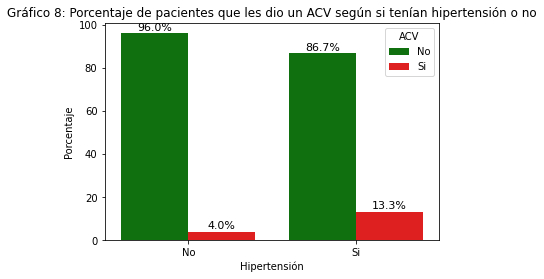 Gráfico 8: Porcentaje de pacientes que les dio un ACV según si tenían hipertensión o no
96.0%
86.7%
4.0%
13.3%
ACV
No
Si
Porcentaje
100
80
60
40
20
0
No
Si
Hipertensión